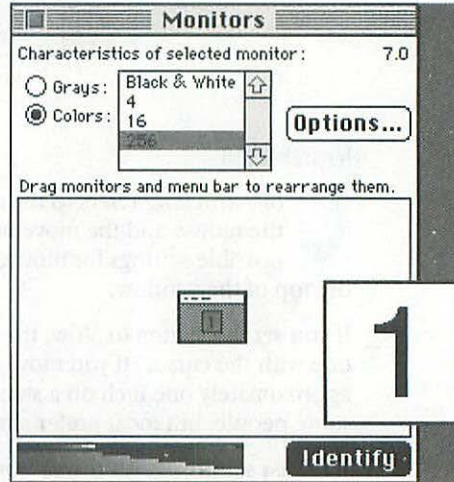 Monitors
Characteristics of selected monitor: 7.0
Grays:
Colors:
Black & White
4
16
256
Options...
Drag monitors and menu bar to rearrange them.
1
1
Identify